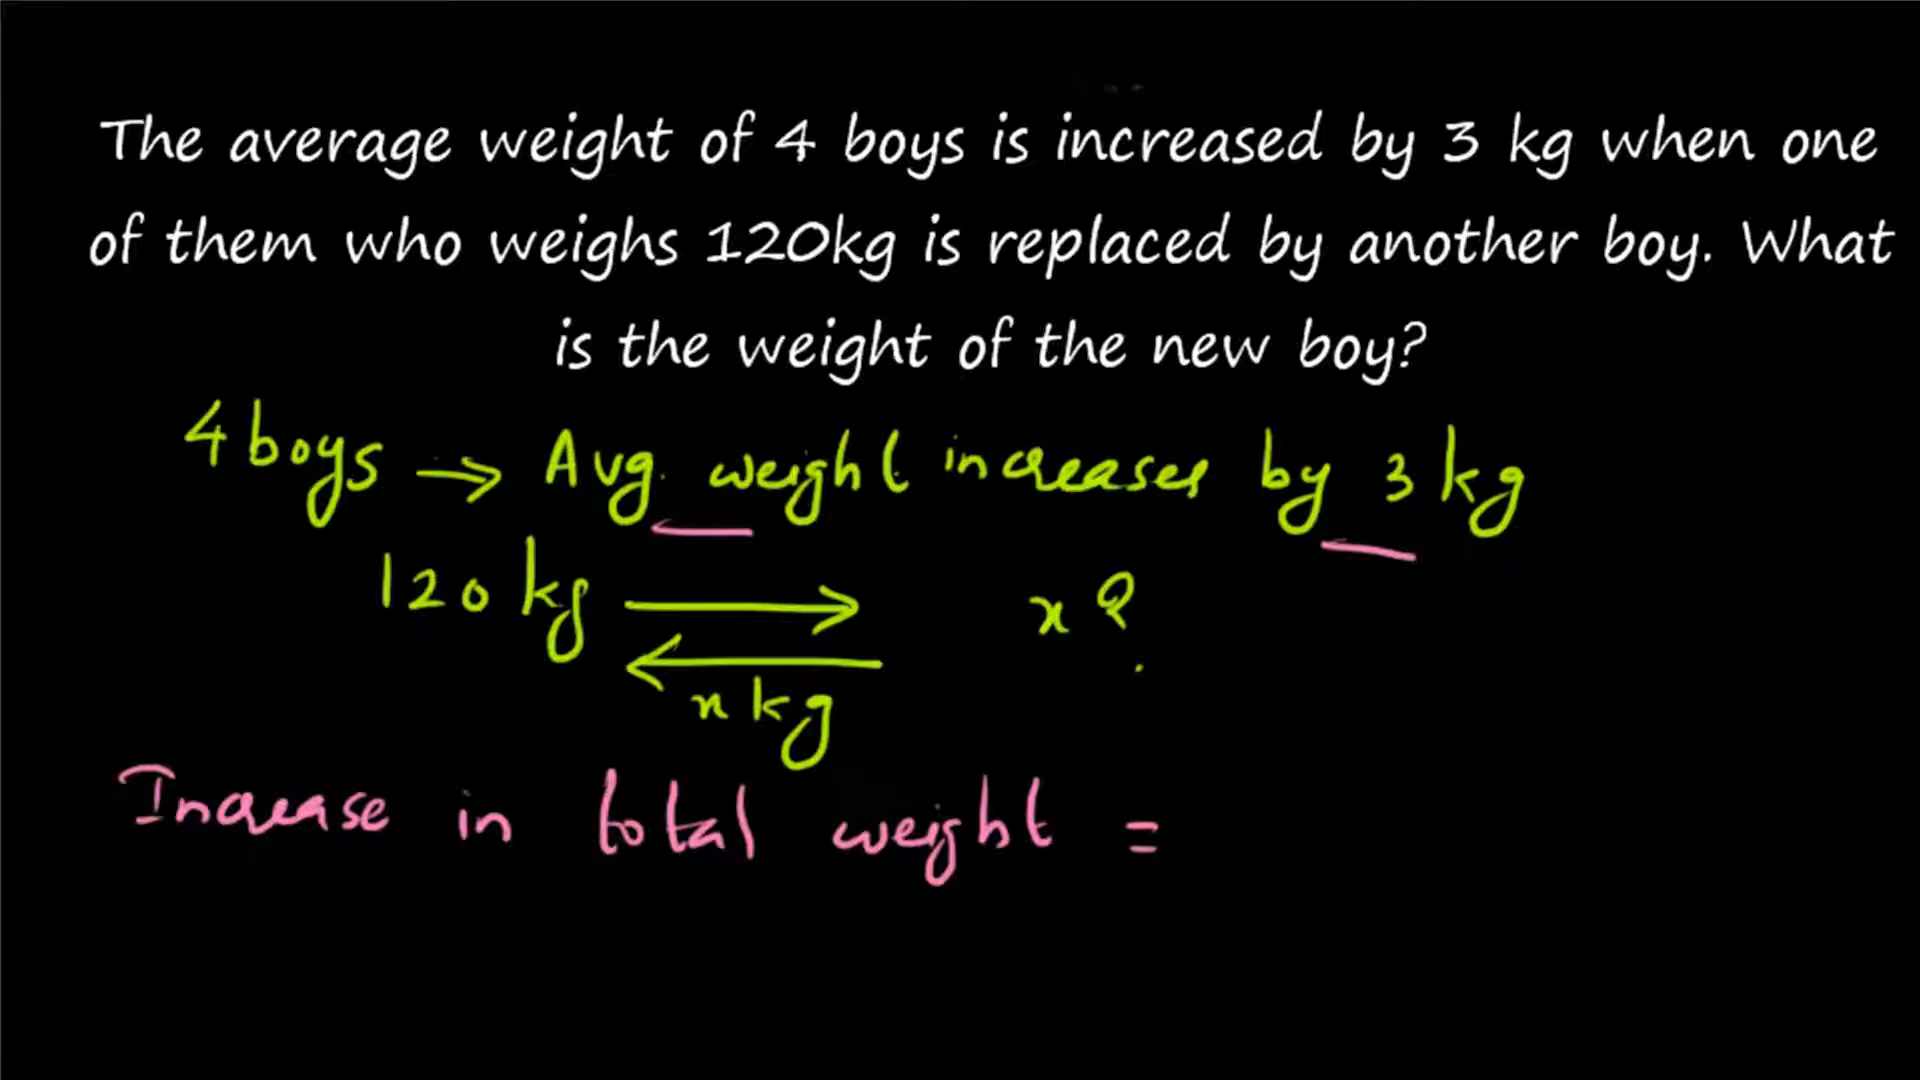 The average weight of 4 boys is increased by 3 kg when one
of them who weighs 120kg is replaced by another boy. What
is the weight of the new boy?
4 boys → Avg. weight increases by 3 kg
120 kg → x ?
← x kg
Increase in total weight =